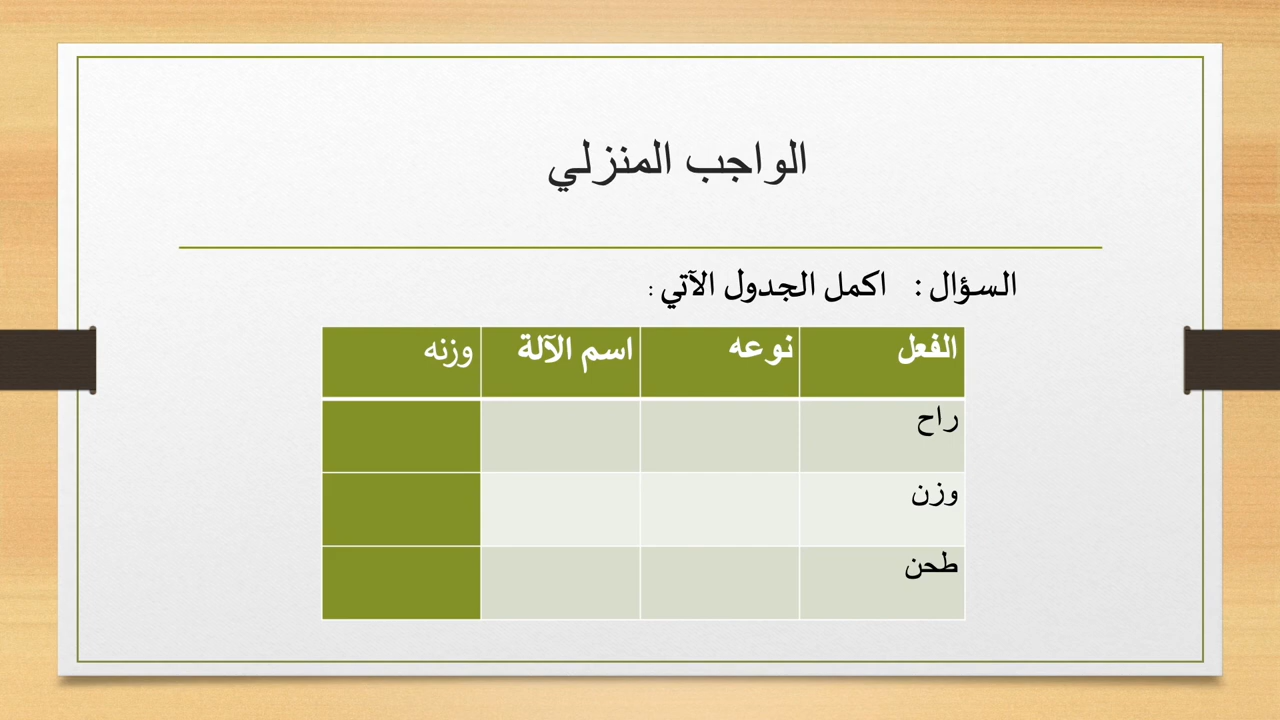 الواجب المنزلي
السؤال : اكمل الجدول الآتي :
الفعل نوعه اسم الآلة وزنه
راح
وزن
طحن